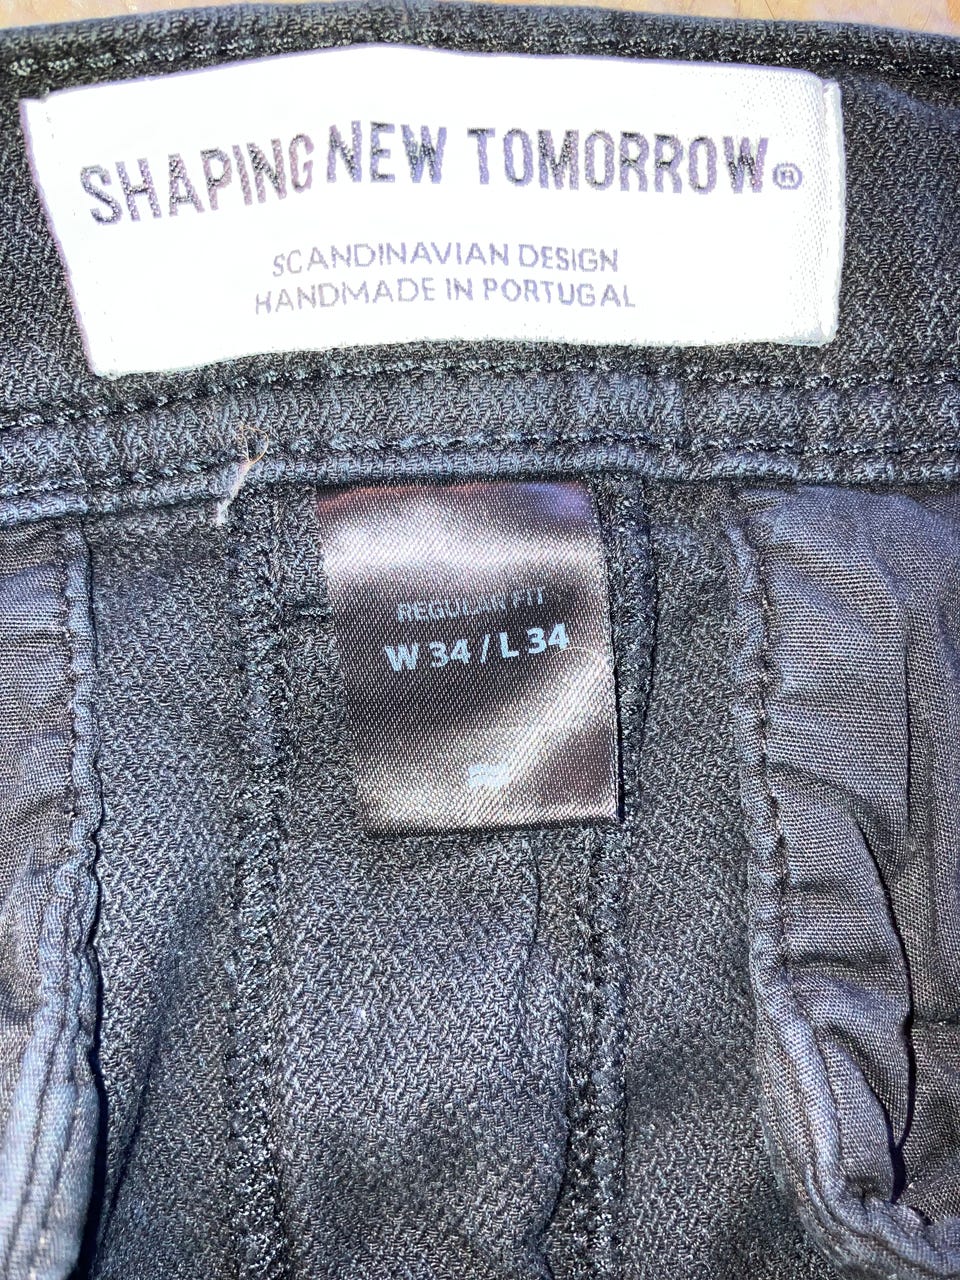 SHAPING NEW TOMORROW®
SCANDINAVIAN DESIGN
HANDMADE IN PORTUGAL
REGULAR FIT
W 34 / L 34